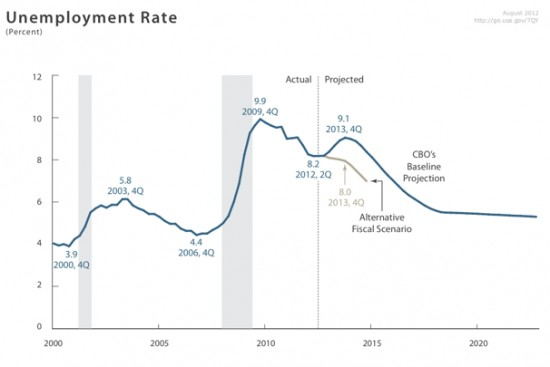 Unemployment Rate
(Percent)
August 2012
http://go.usa.gov/7QY
12
10
8
6
4
2
0
2000
2005
2010
2015
2020
Actual
Projected
3.9
2000, 4Q
5.8
2003, 4Q
4.4
2006, 4Q
9.9
2009, 4Q
8.2
2012, 2Q
9.1
2013, 4Q
8.0
2013, 4Q
CBO's
Baseline
Projection
Alternative
Fiscal Scenario